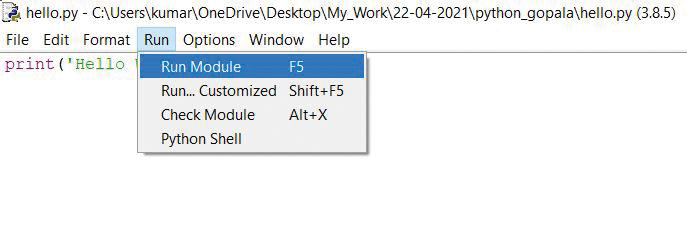 hello.py - C:\Users\kumar\OneDrive\Desktop\My_Work\22-04-2021\python_gopala\hello.py (3.8.5)
File Edit Format Run Options Window Help
print('Hello
Run Module F5
Run... Customized Shift+F5
Check Module Alt+X
Python Shell